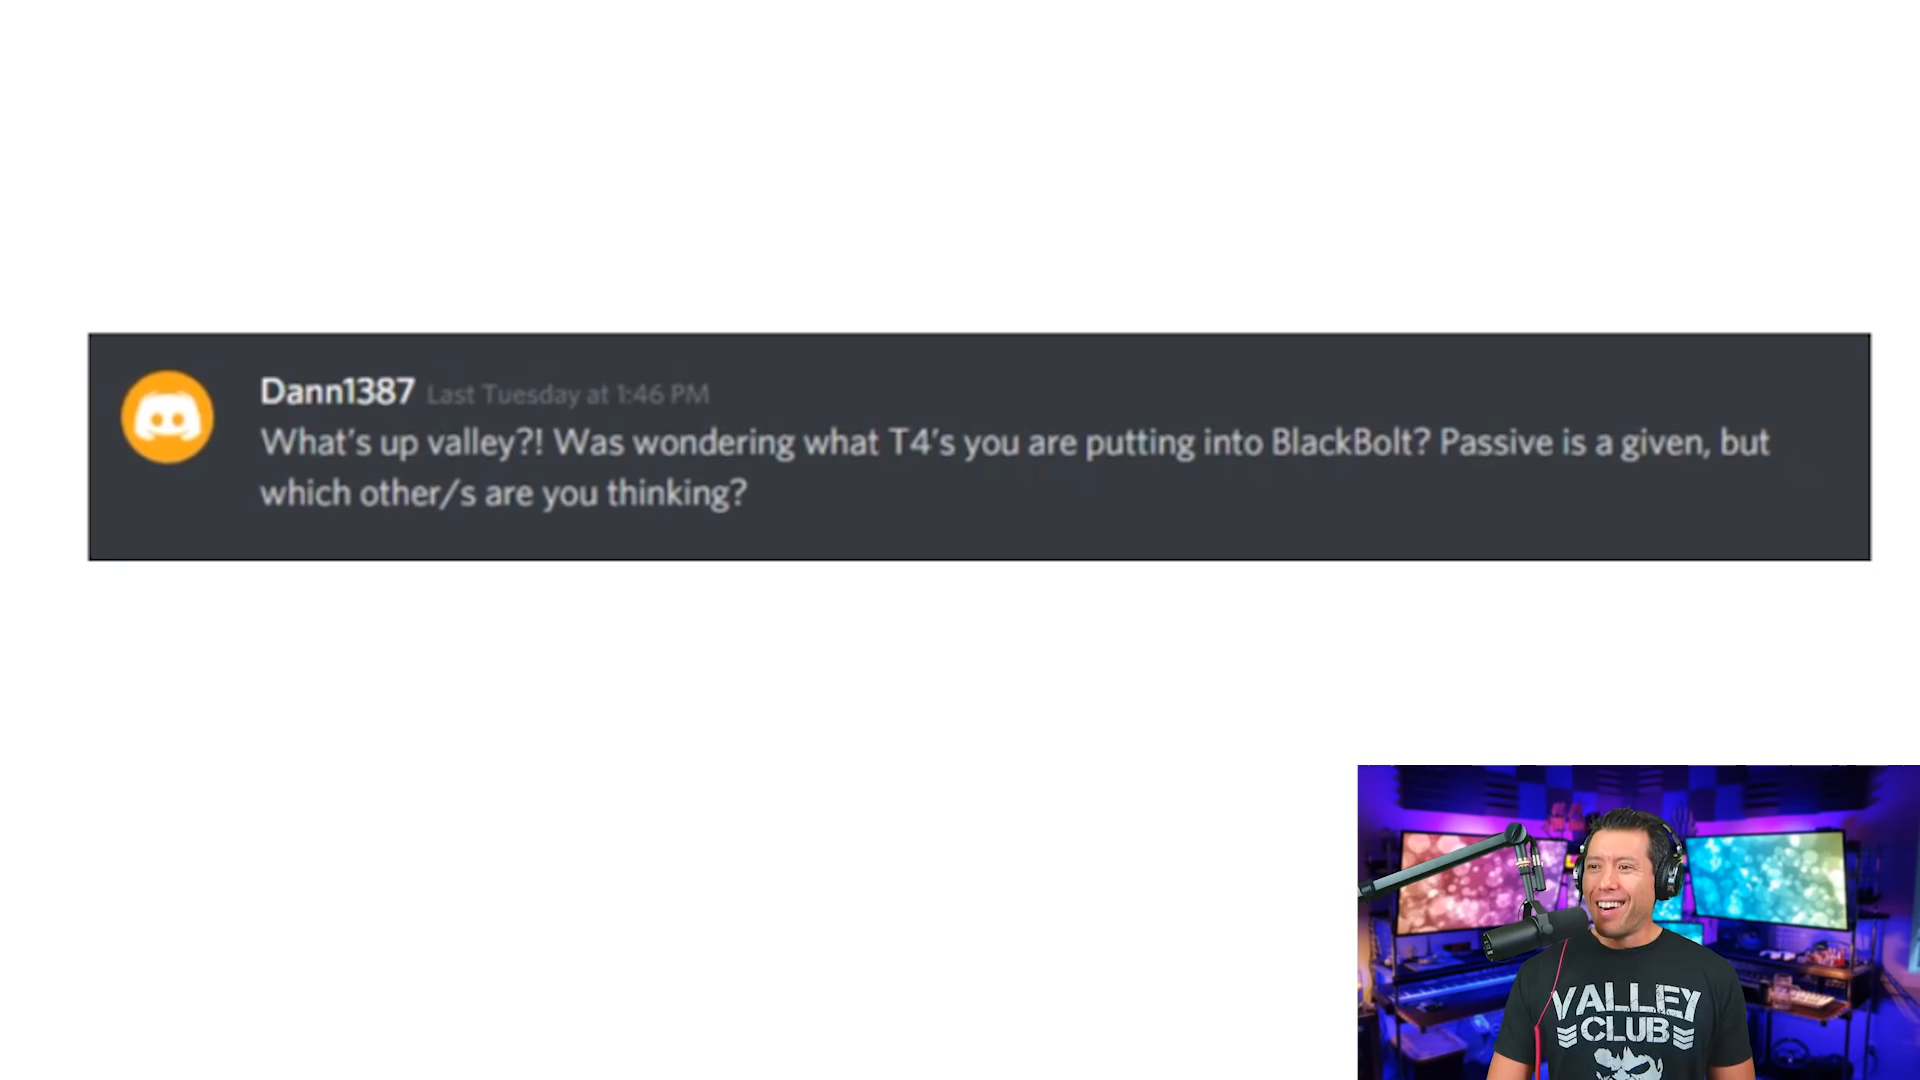 Dann1387 Last Tuesday at 1:46 PM
What's up valley?! Was wondering what T4's you are putting into BlackBolt? Passive is a given, but
which other/s are you thinking?
VALLEY
CLUB